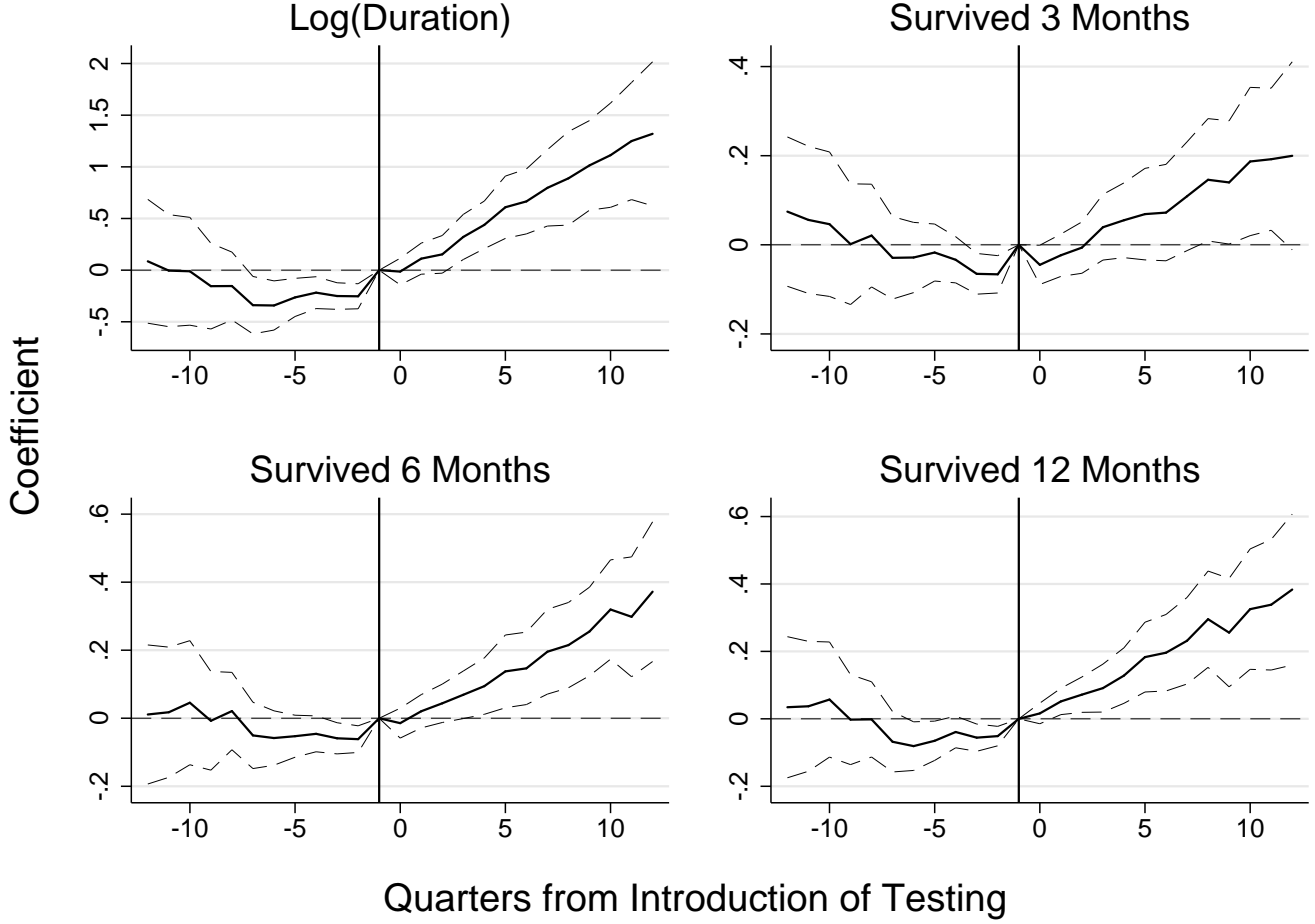 Log(Duration)
2
1.5
1
.5
0
-.5
-10 -5 0 5 10
Survived 3 Months
.4
.2
0
-.2
-10 -5 0 5 10
Coefficient
Survived 6 Months
.6
.4
.2
0
-.2
-10 -5 0 5 10
Survived 12 Months
.6
.4
.2
0
-.2
-10 -5 0 5 10
Quarters from Introduction of Testing